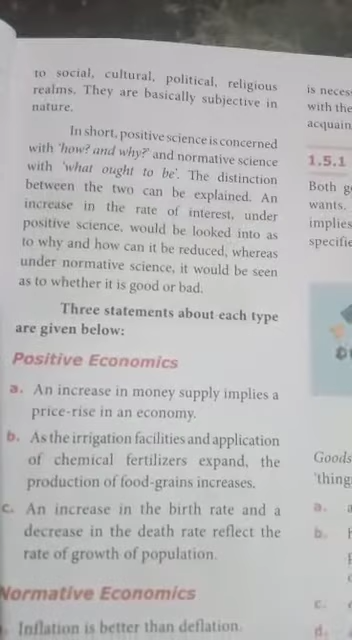 to social, cultural, political, religious
realms. They are basically subjective in
nature.
In short, positive science is concerned
with 'how? and why?' and normative science
with 'what ought to be'. The distinction
between the two can be explained. An
increase in the rate of interest, under
positive science, would be looked into as
to why and how can it be reduced, whereas
under normative science, it would be seen
as to whether it is good or bad.
Three statements about each type
are given below:
Positive Economics
a. An increase in money supply implies a
price-rise in an economy.
b. As the irrigation facilities and application
of chemical fertilizers expand, the
production of food-grains increases.
c. An increase in the birth rate and a
decrease in the death rate reflect the
rate of growth of population.
Normative Economics
Inflation is better than deflation.
is
with the
1.5.1
Both
wants.
implies
Goods
a.
b.
c.
d.